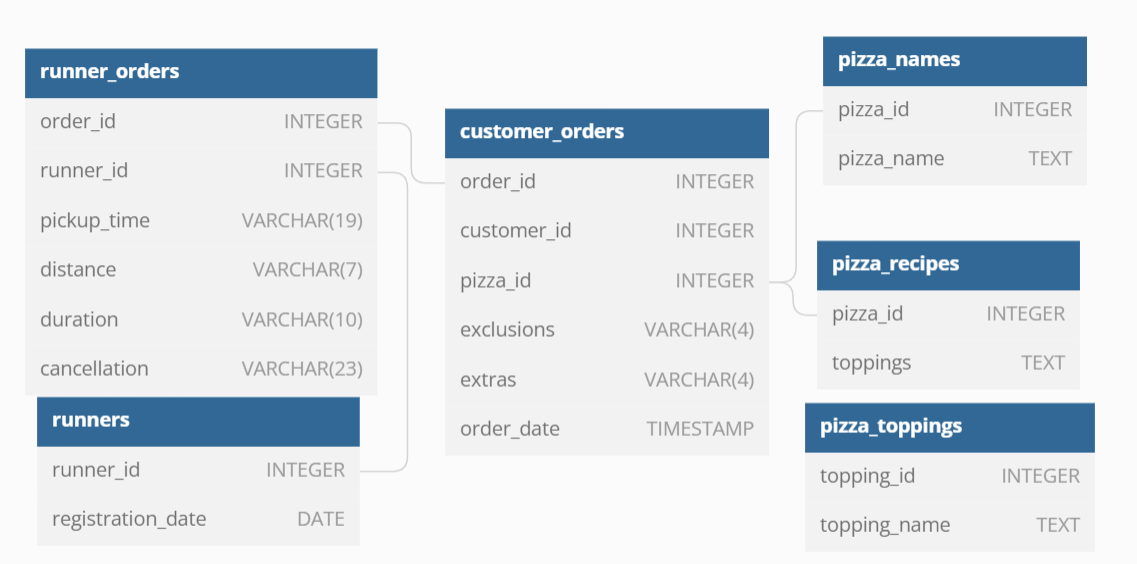 runner_orders
order_id INTEGER
runner_id INTEGER
pickup_time VARCHAR(19)
distance VARCHAR(7)
duration VARCHAR(10)
cancellation VARCHAR(23)
runners
runner_id INTEGER
registration_date DATE
customer_orders
order_id INTEGER
customer_id INTEGER
pizza_id INTEGER
exclusions VARCHAR(4)
extras VARCHAR(4)
order_date TIMESTAMP
pizza_names
pizza_id INTEGER
pizza_name TEXT
pizza_recipes
pizza_id INTEGER
toppings TEXT
pizza_toppings
topping_id INTEGER
topping_name TEXT